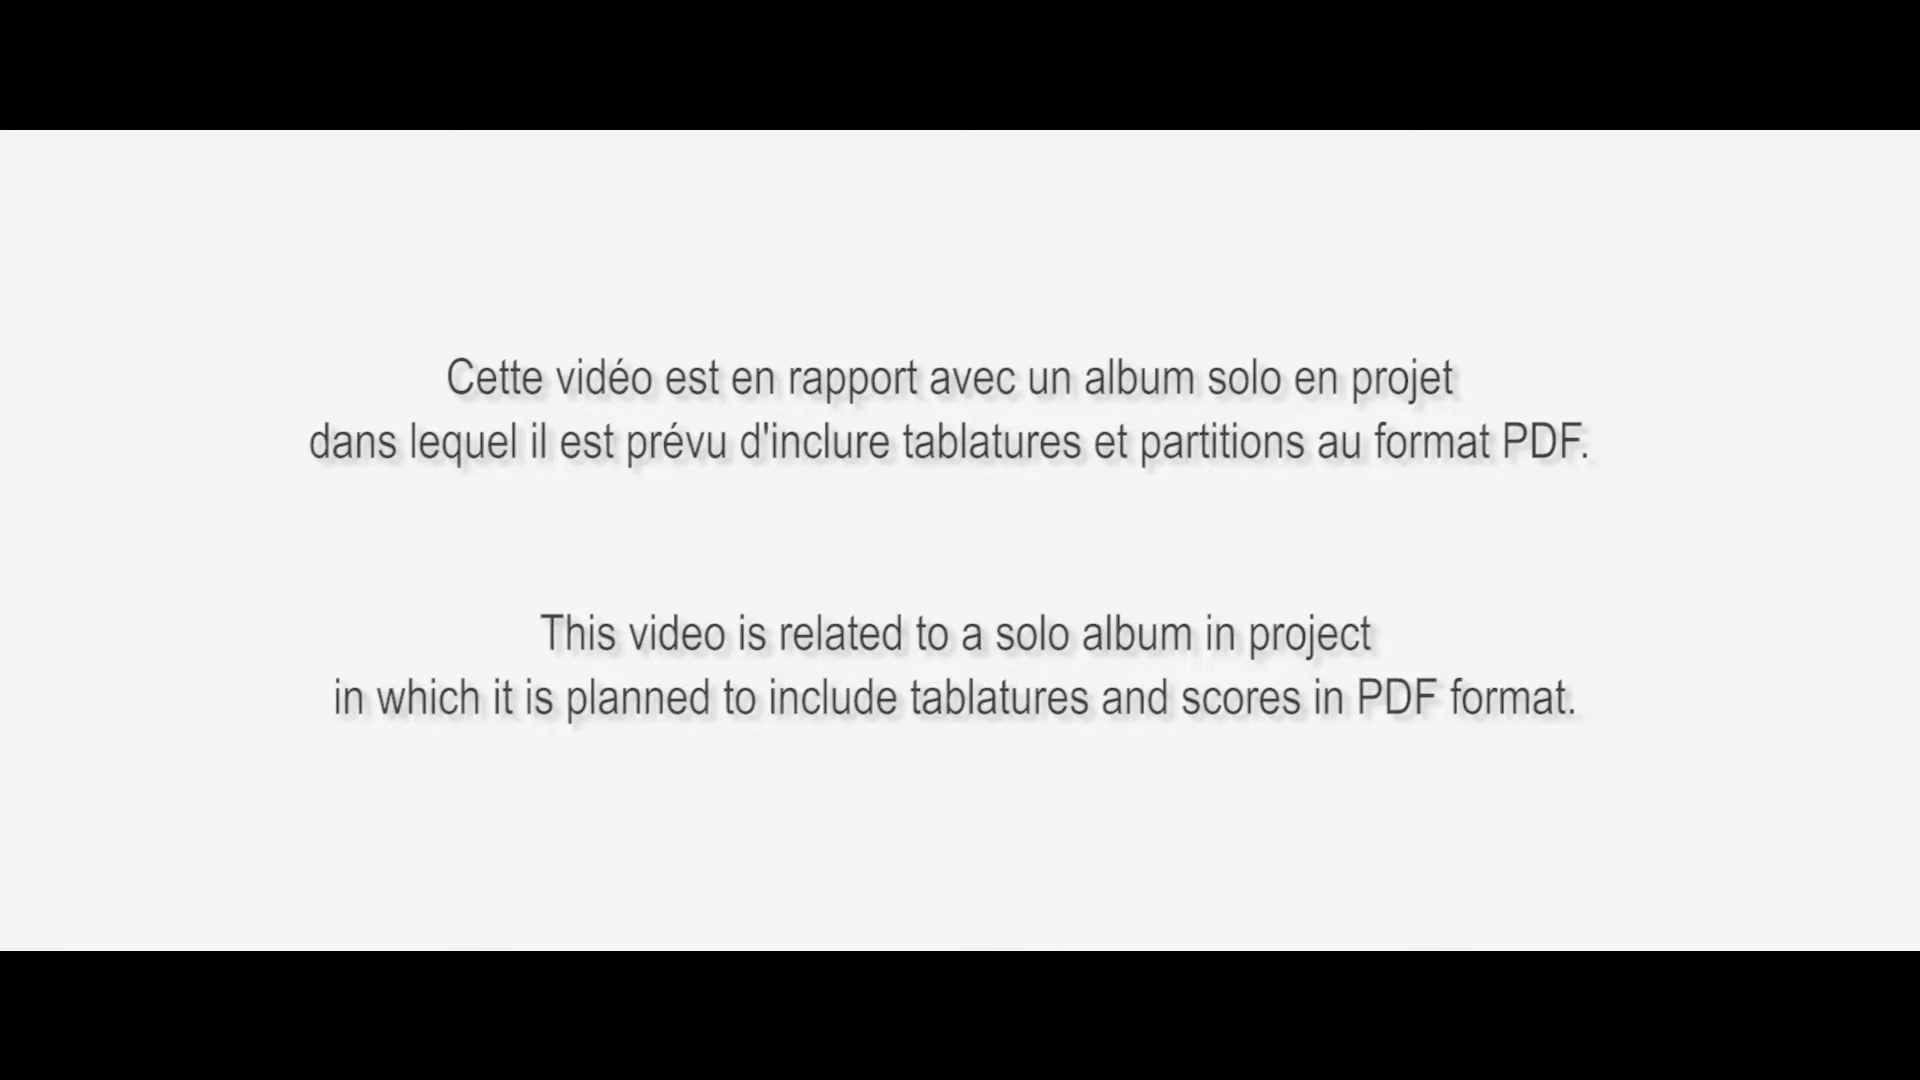 Cette vidéo est en rapport avec un album solo en projet
dans lequel il est prévu d'inclure tablatures et partitions au format PDF.
This video is related to a solo album in project
in which it is planned to include tablatures and scores in PDF format.